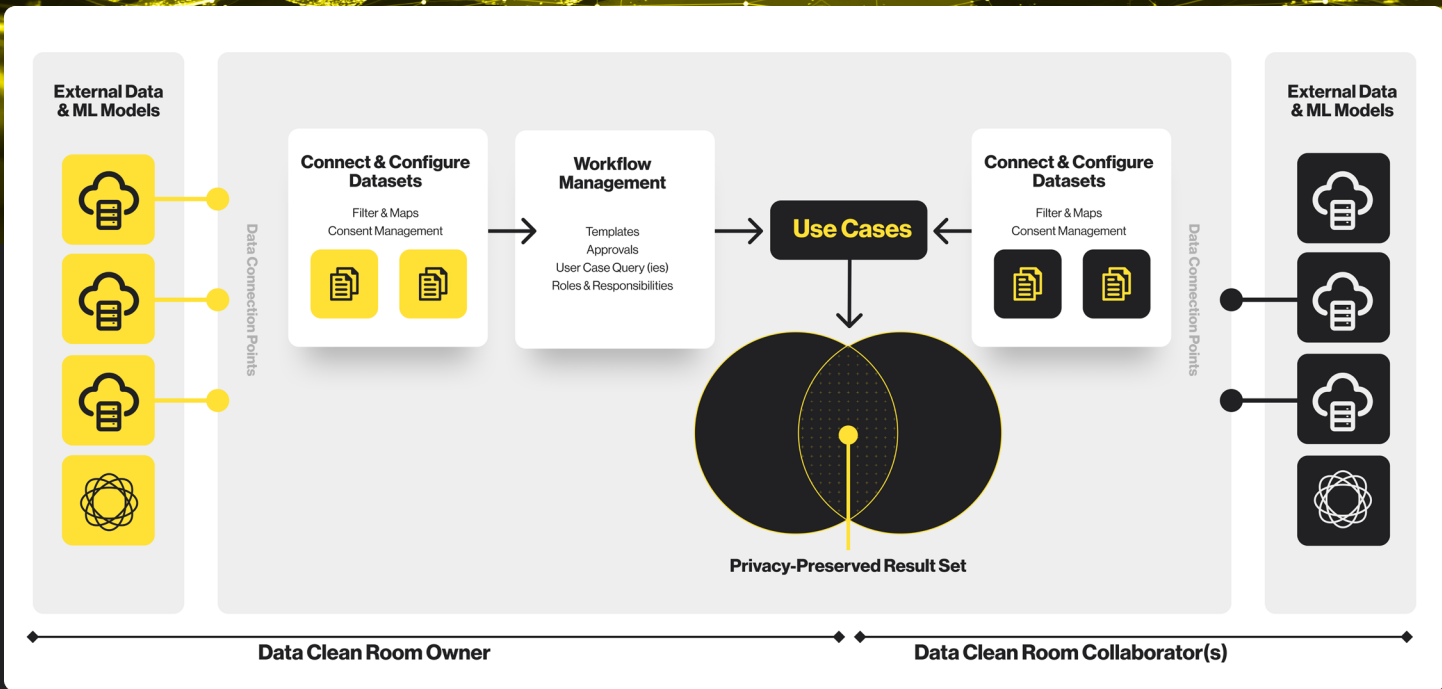 External Data
& ML Models
Data Connection Points
Connect & Configure
Datasets
Filter & Maps
Consent Management
Workflow
Management
Templates
Approvals
User Case Query (ies)
Roles & Responsibilities
Use Cases
Connect & Configure
Datasets
Filter & Maps
Consent Management
Data Connection Points
External Data
& ML Models
Privacy-Preserved Result Set
Data Clean Room Owner
Data Clean Room Collaborator(s)